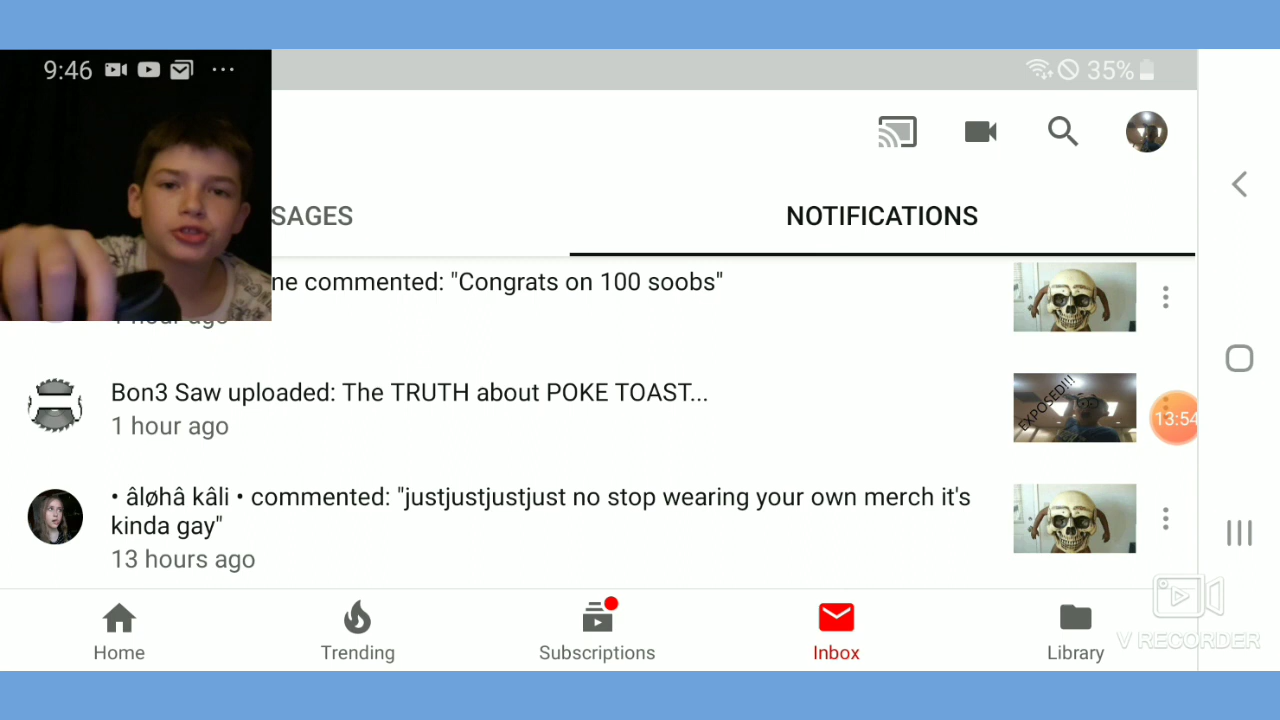 9:46
35%
SAGES
NOTIFICATIONS
ne commented: "Congrats on 100 soobs"
hour ago
Bon3 Saw uploaded: The TRUTH about POKE TOAST...
1 hour ago
EXPOSED!!!
13:54
• âløhâ kâli • commented: "justjustjustjust no stop wearing your own merch it's
kinda gay"
13 hours ago
Home
Trending
Subscriptions
Inbox
Library
V RECORDER